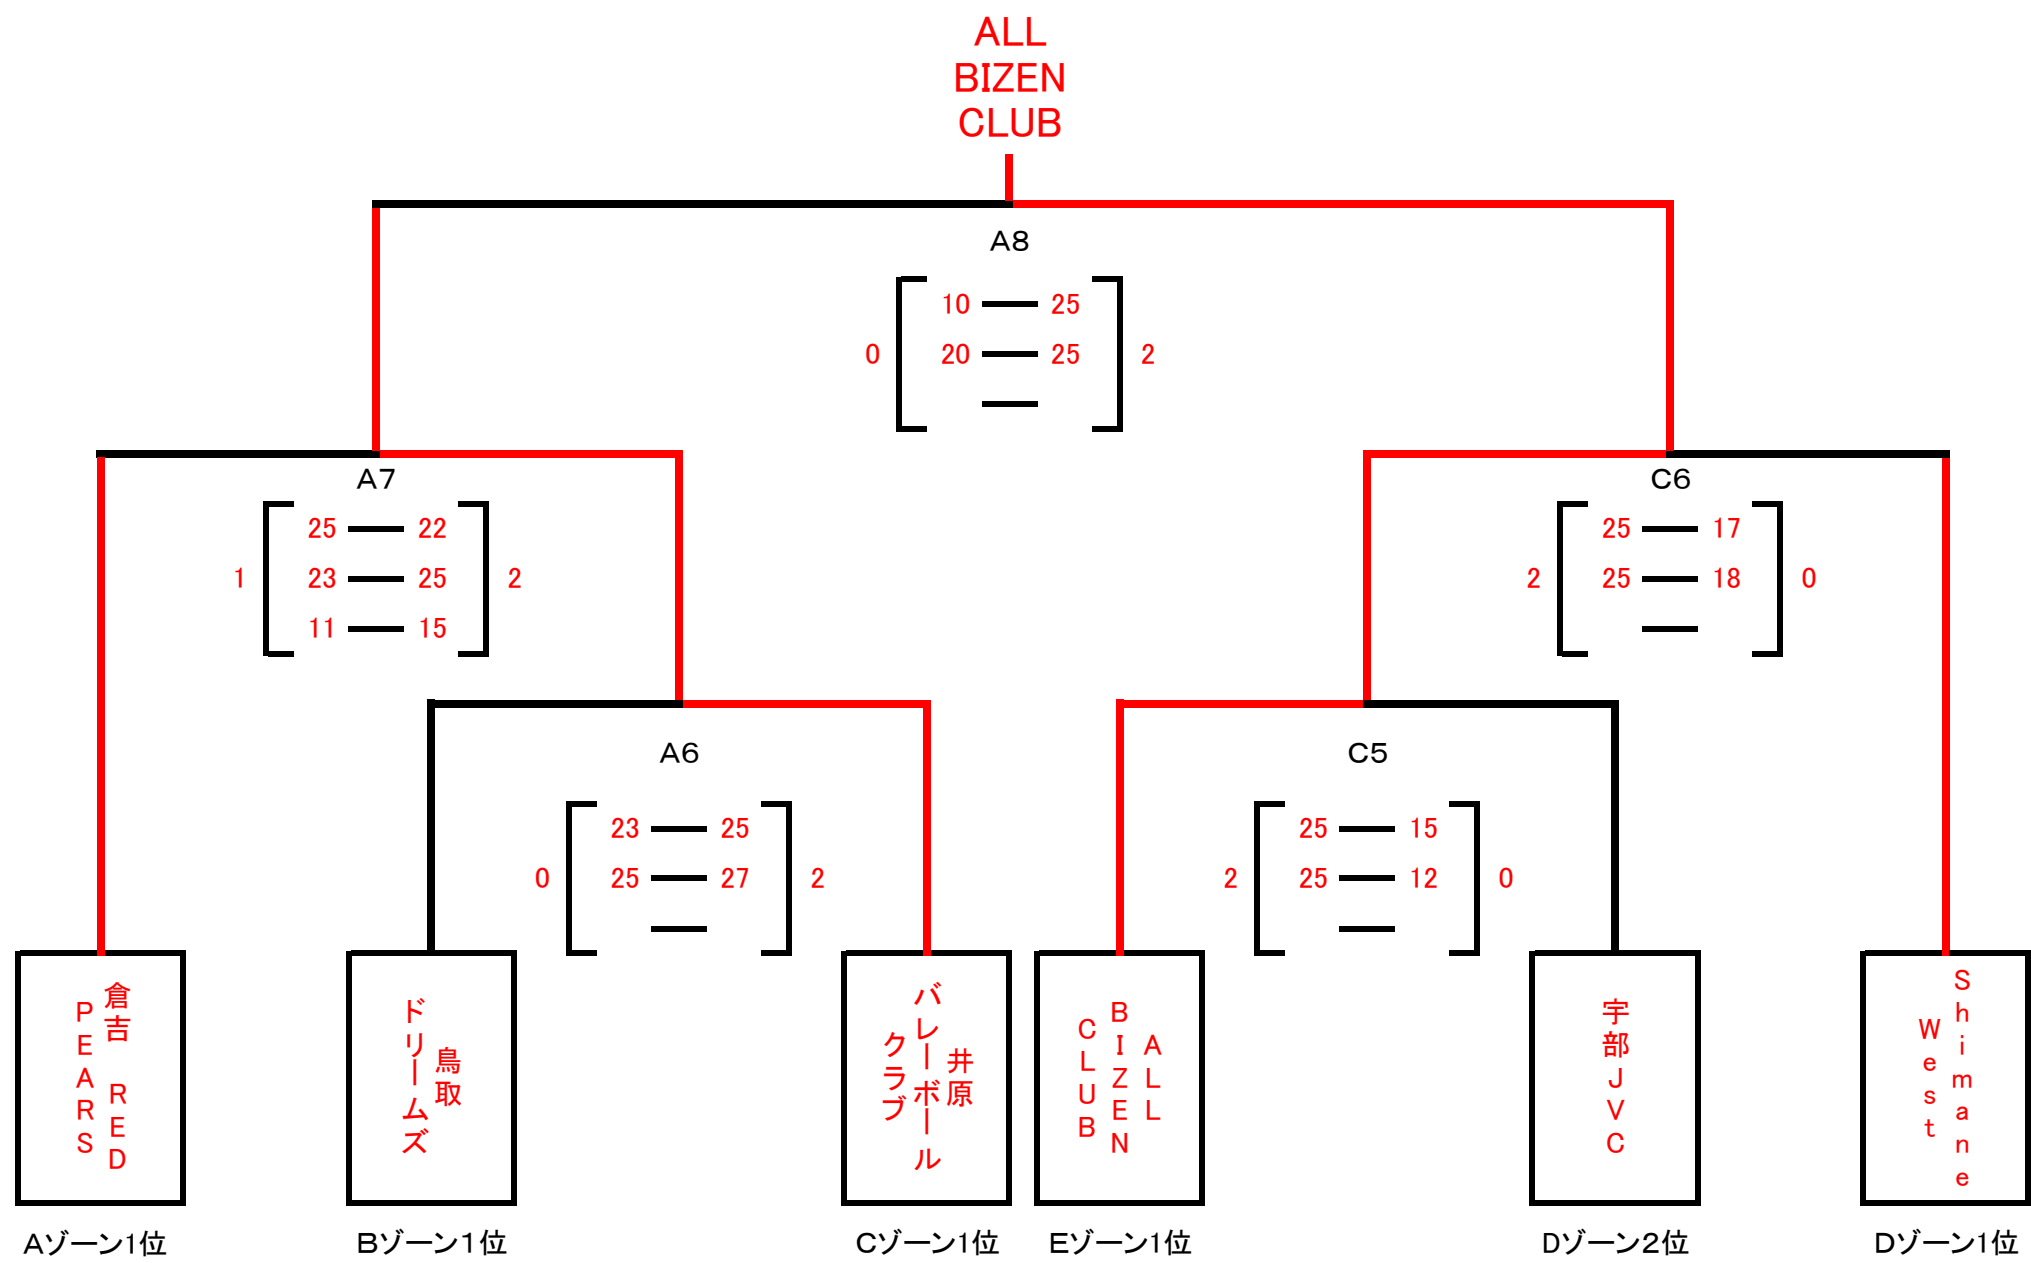 ALL
BIZEN
CLUB
A8
10 ― 25
0 20 ― 25 2
―
A7
25 ― 22
1 23 ― 25 2
11 ― 15
C6
25 ― 17
2 25 ― 18 0
―
A6
23 ― 25
0 25 ― 27 2
―
C5
25 ― 15
2 25 ― 12 0
―
倉吉 RED
PEARS
鳥取
ドリームズ
井原
バレーボール
クラブ
ALL
BIZEN
CLUB
宇部JVC
Shimane
West
Aゾーン1位
Bゾーン1位
Cゾーン1位
Eゾーン1位
Dゾーン2位
Dゾーン1位